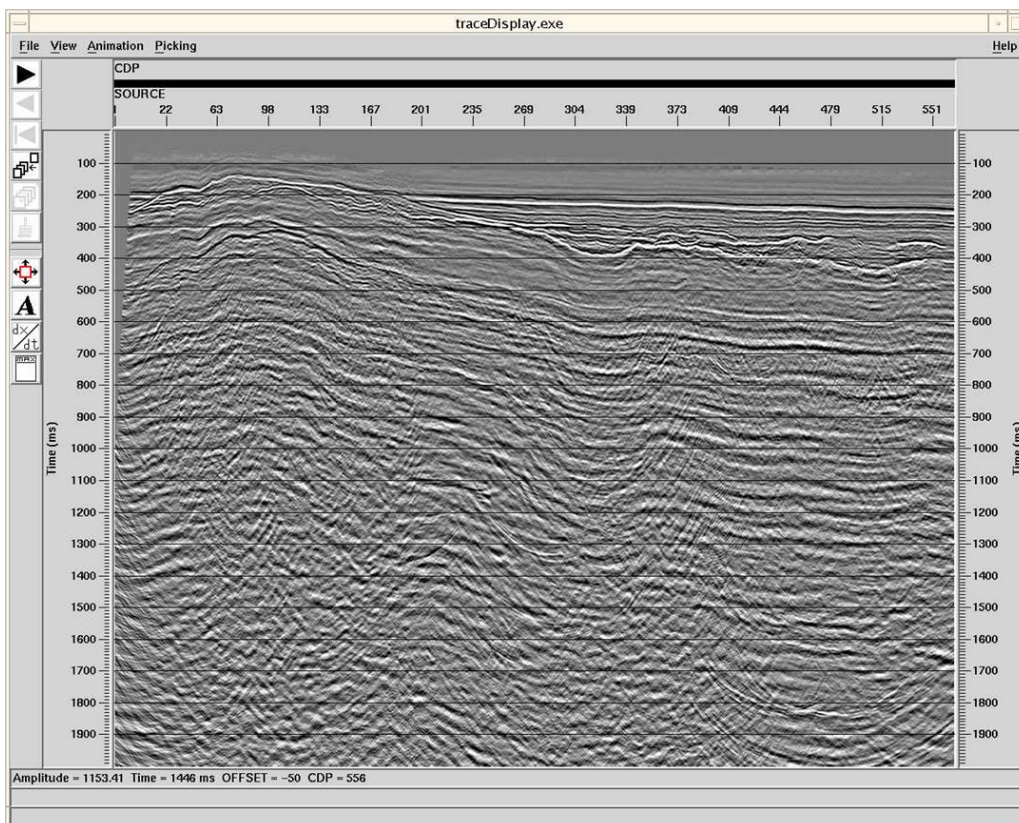 traceDisplay.exe
File View Animation Picking Help
CDP
SOURCE
22 63 98 133 167 201 235 269 304 339 373 409 444 479 515 551
100 100
200 200
300 300
400 400
A
500 500
dx/dt
600 600
max
700 700
800 800
900 900
Time (ms) Time (ms)
1000 1000
1100 1100
1200 1200
1300 1300
1400 1400
1500 1500
1600 1600
1700 1700
1800 1800
1900 1900
Amplitude = 1153.41 Time = 1446 ms OFFSET = -50 CDP = 556